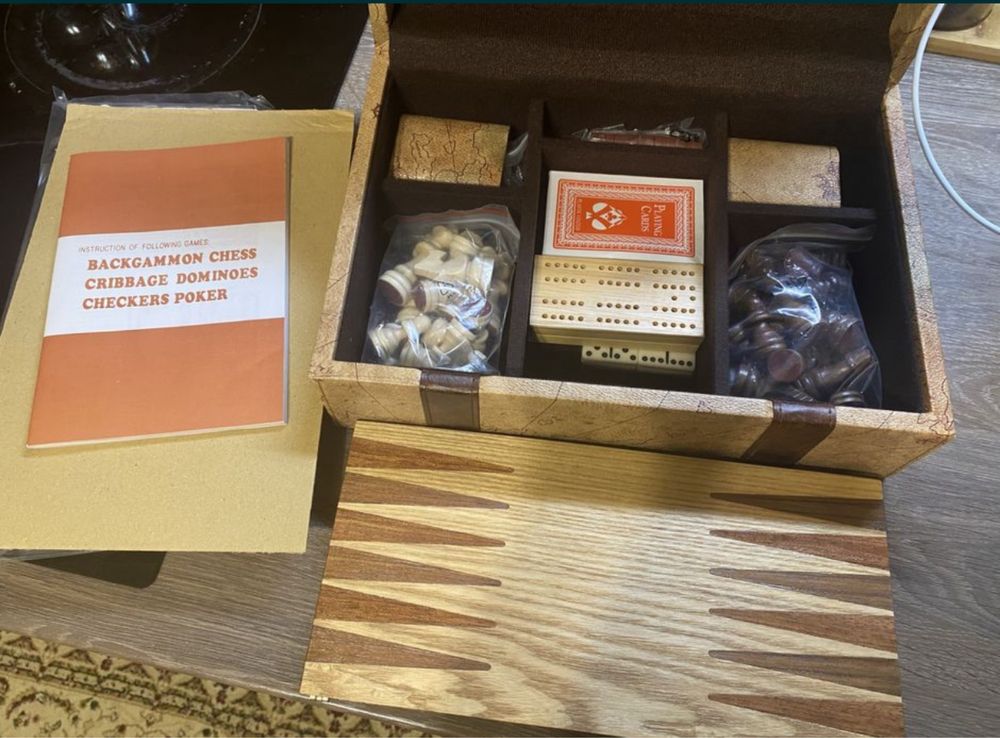 INSTRUCTION OF FOLLOWING GAMES:
BACKGAMMON CHESS
CRIBBAGE DOMINOES
CHECKERS POKER
PLAYING
CARDS